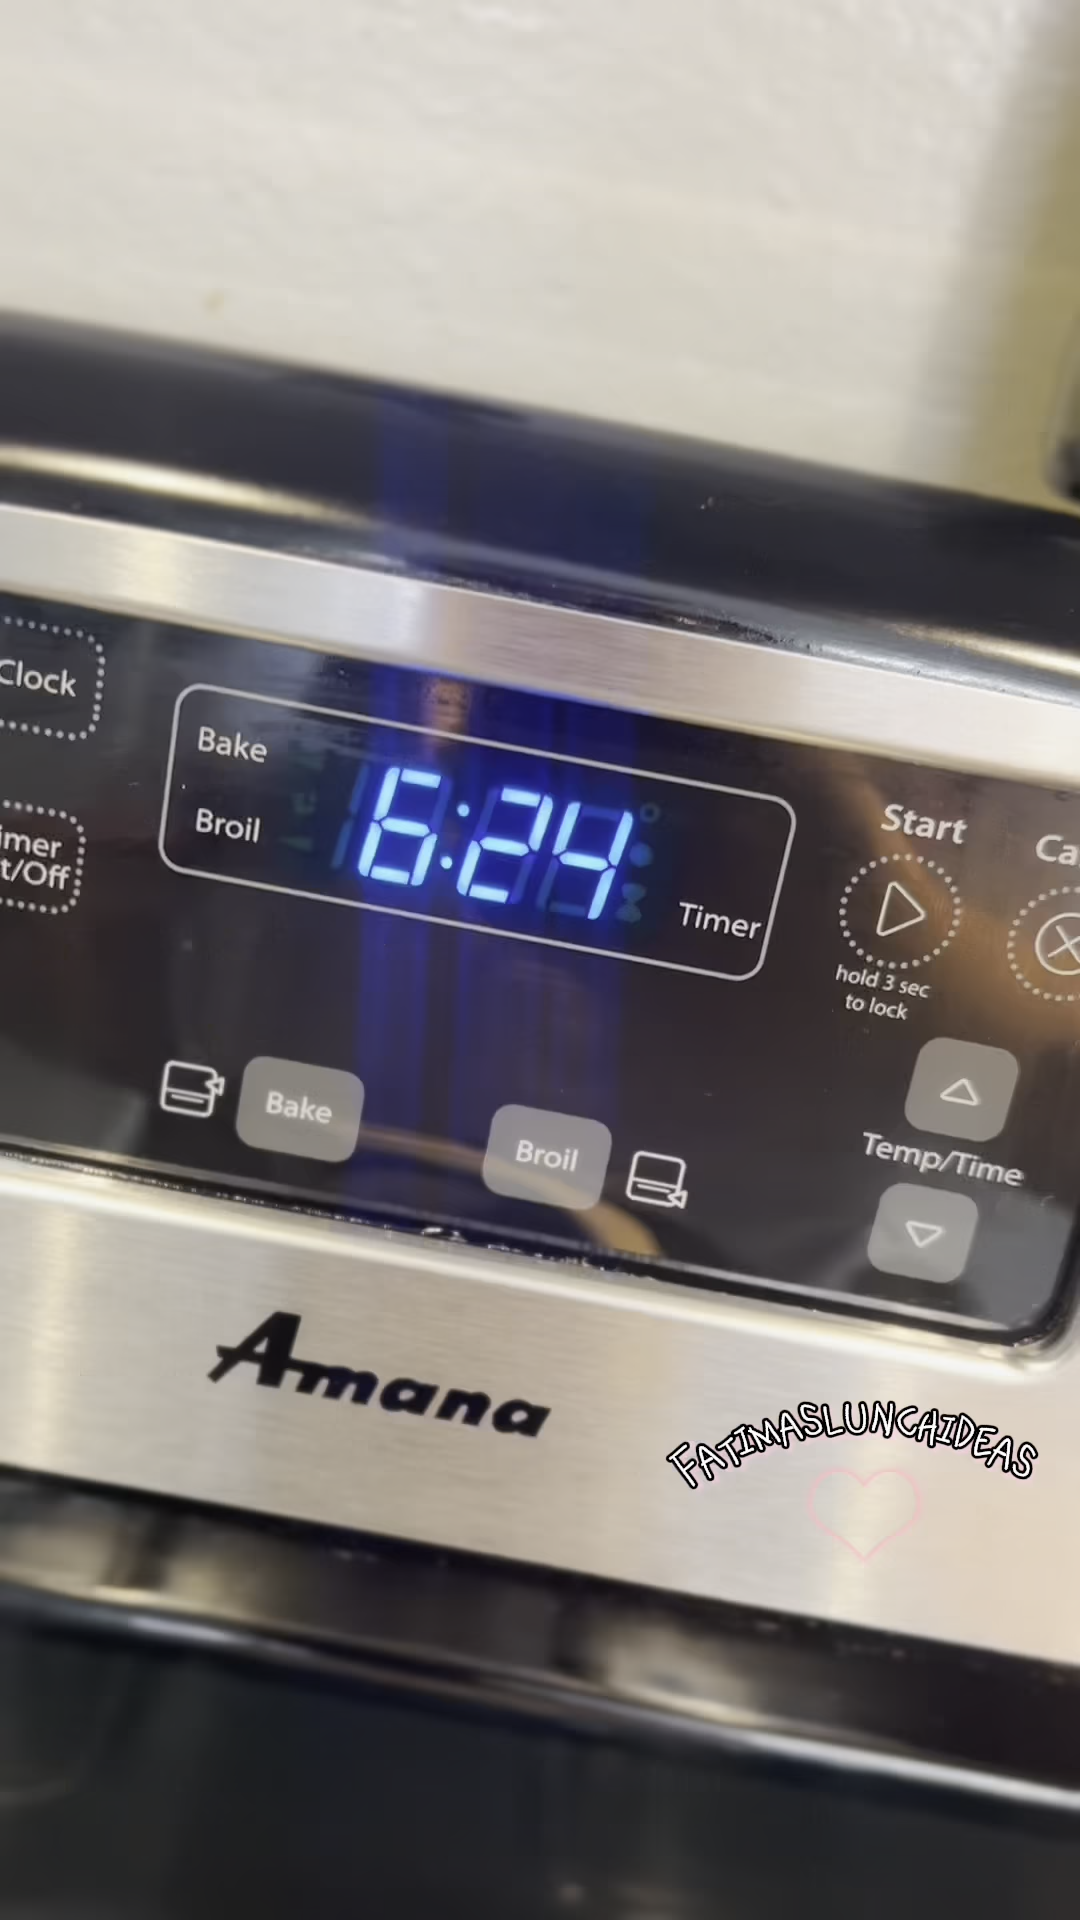 Clock
Bake
6:24
Broil
Timer
Start
hold 3 sec
to lock
Bake
Broil
Temp/Time
Amana
FATIMASLUNCHIDEAS